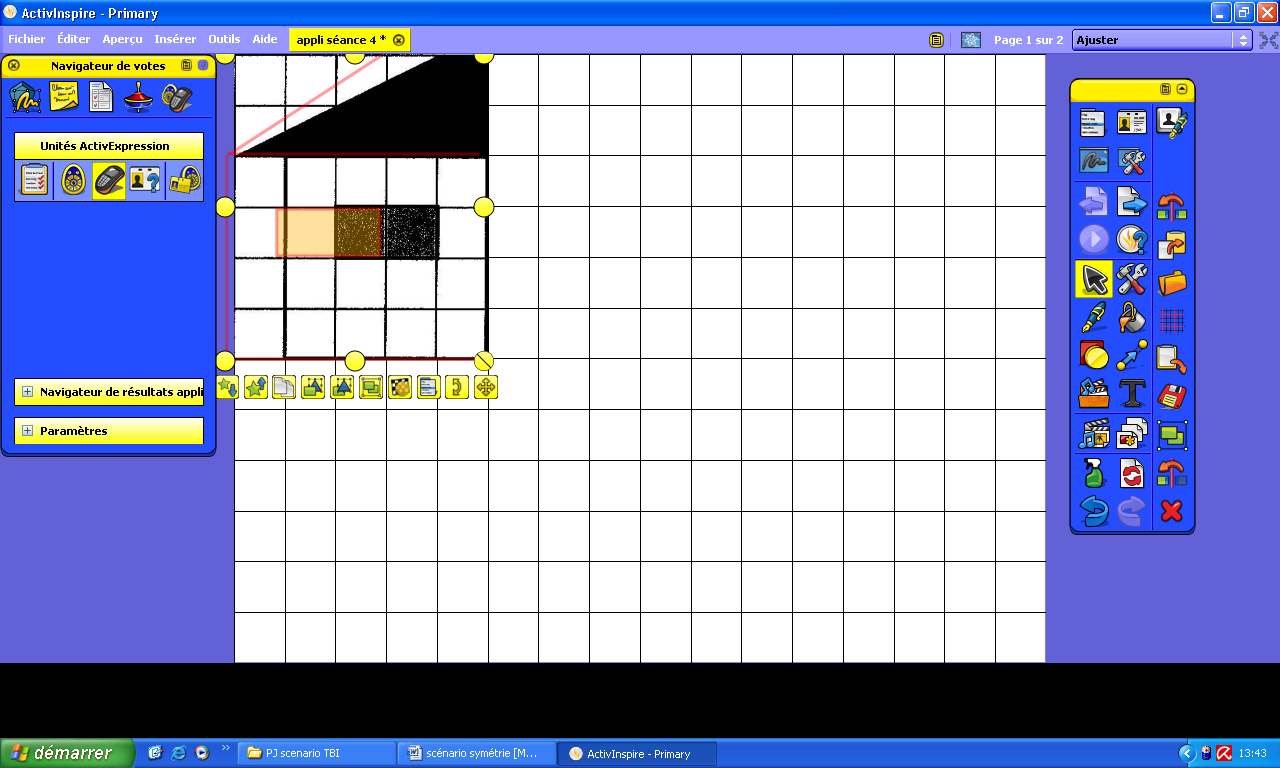 ActivInspire - Primary
Fichier Éditer Aperçu Insérer Outils Aide
appli séance 4 *
Page 1 sur 2
Ajuster
Navigateur de votes
Unités ActivExpression
Navigateur de résultats appli
Paramètres
démarrer
PJ scenario TBI
scénario symétrie [M...
ActivInspire - Primary
13:43